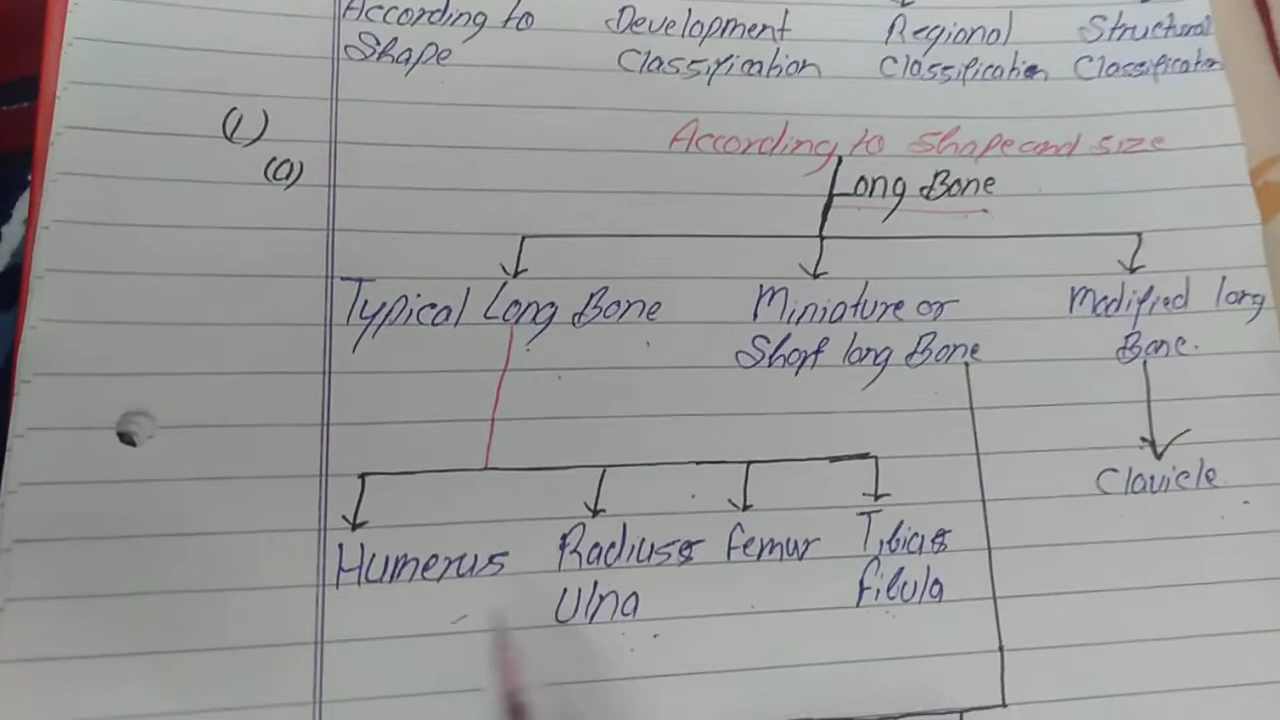 According to Development Regional Structural
Shape Classification Classification Classification
(1) According to Shape and size
(a) Long Bone
Typical Long Bone Miniature or Modified long
Short long Bone Bone.
Clavicle
Humerus Radius & Femur Tibia &
Ulna Fibula